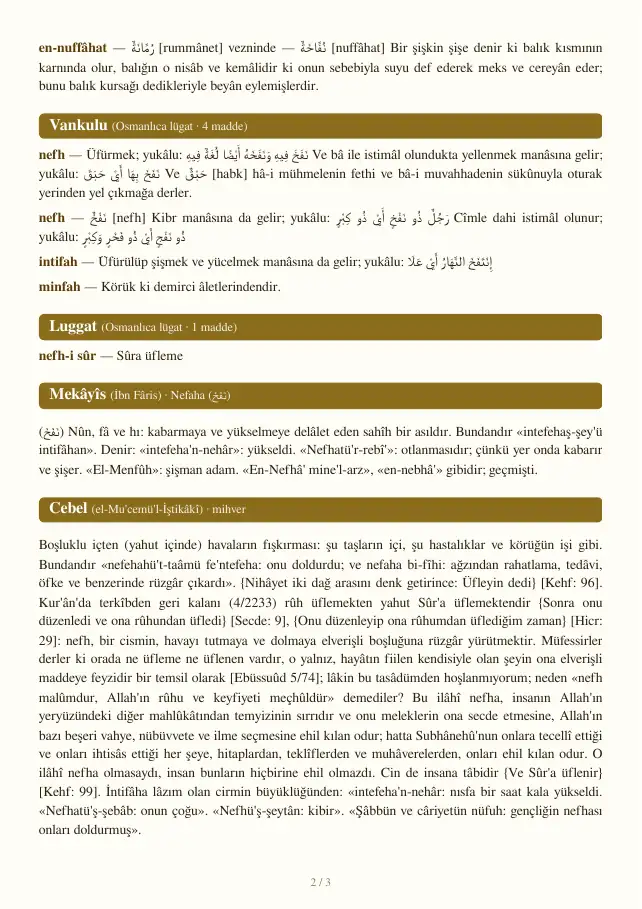 en-nuffâhat — رُمَّانَةٌ [rummânet] vezninde — نُفَّاخَةٌ [nuffâhat] Bir şişkin şişe denir ki balık kısmının
karnında olur, balığın o nisâb ve kemâlidir ki onun sebebiyla suyu def ederek meks ve cereyân eder;
bunu balık kursağı dedikleriyle beyân eylemişlerdir.
Vankulu (Osmanlıca lügat · 4 madde)
nefh — Üfürmek; yukâlu: نَفَخَ فِيهِ وَنَفَخَهُ أَيْضًا لُغَةٌ فِيهِ Ve bâ ile istimâl olundukta yellenmek manâsına gelir;
yukâlu: نَفَخَ بِهَا أَيْ حَبَقَ Ve حَبْقٌ [habk] hâ-i mühmelenin fethi ve bâ-i muvahhadenin sükûnuyla oturak
yerinden yel çıkmağa derler.
nefh — نَفْخٌ [nefh] Kibr manâsına da gelir; yukâlu: رَجُلٌ ذُو نَفْخٍ أَيْ ذُو كِبْرٍ Cîmle dahi istimâl olunur;
yukâlu: ذُو نَفْجٍ أَيْ ذُو فَخْرٍ وَكِبْرٍ
intifah — Üfürülüp şişmek ve yücelmek manâsına da gelir; yukâlu: إِنْتَفَخَ النَّهَارُ أَيْ عَلَا
minfah — Körük ki demirci âletlerindendir.
Luggat (Osmanlıca lügat · 1 madde)
nefh-i sûr — Sûra üfleme
Mekâyîs (İbn Fâris) · Nefaha (نَفَخَ)
(نَفَخَ) Nûn, fâ ve hı: kabarmaya ve yükselmeye delâlet eden sahîh bir asıldır. Bundandır «intefehaş-şey'ü
intifâhan». Denir: «intefeha'n-nehâr»: yükseldi. «Nefhatü'r-rebî'»: otlanmasıdır; çünkü yer onda kabarır
ve şişer. «El-Menfûh»: şişman adam. «En-Nefhâ' mine'l-arz», «en-nebhâ'» gibidir; geçmişti.
Cebel (el-Mu'cemü'l-İştikâkî) · mihver
Boşluklu içten (yahut içinde) havaların fışkırması: şu taşların içi, şu hastalıklar ve körüğün işi gibi.
Bundandır «nefehahü't-taâmü fe'ntefeha: onu doldurdu; ve nefaha bi-fîhi: ağzından rahatlama, tedâvi,
öfke ve benzerinde rüzgâr çıkardı». {Nihâyet iki dağ arasını denk getirince: Üfleyin dedi} [Kehf: 96].
Kur'ân'da terkîbden geri kalanı (4/2233) rûh üflemekten yahut Sûr'a üflemektendir {Sonra onu
düzenledi ve ona rûhundan üfledi} [Secde: 9], {Onu düzenleyip ona rûhumdan üflediğim zaman} [Hicr:
29]: nefh, bir cismin, havayı tutmaya ve dolmaya elverişli boşluğuna rüzgâr yürütmektir. Müfessirler
derler ki orada ne üfleme ne üflenen vardır, o yalnız, hayâtın fiilen kendisiyle olan şeyin ona elverişli
maddeye feyzidir bir temsil olarak [Ebüssuûd 5/74]; lâkin bu tasâdümden hoşlanmıyorum; neden «nefh
malûmdur, Allah'ın rûhu ve keyfiyeti meçhûldür» demediler? Bu ilâhî nefha, insanın Allah'ın
yeryüzündeki diğer mahlûkâtından temyizinin sırrıdır ve onu meleklerin ona secde etmesine, Allah'ın
bazı beşeri vahye, nübüvvete ve ilme seçmesine ehil kılan odur; hatta Subhânehû'nun onlara tecellî ettiği
ve onları ihtisâs ettiği her şeye, hitaplardan, teklîflerden ve muhâverelerden, onları ehil kılan odur. O
ilâhî nefha olmasaydı, insan bunların hiçbirine ehil olmazdı. Cin de insana tâbidir {Ve Sûr'a üflenir}
[Kehf: 99]. İntifâha lâzım olan cirmin büyüklüğünden: «intefeha'n-nehâr: nısfa bir saat kala yükseldi.
«Nefhatü'ş-şebâb: onun çoğu». «Nefhü'ş-şeytân: kibir». «Şâbbün ve câriyetün nüfuh: gençliğin nefhası
onları doldurmuş».
2 / 3